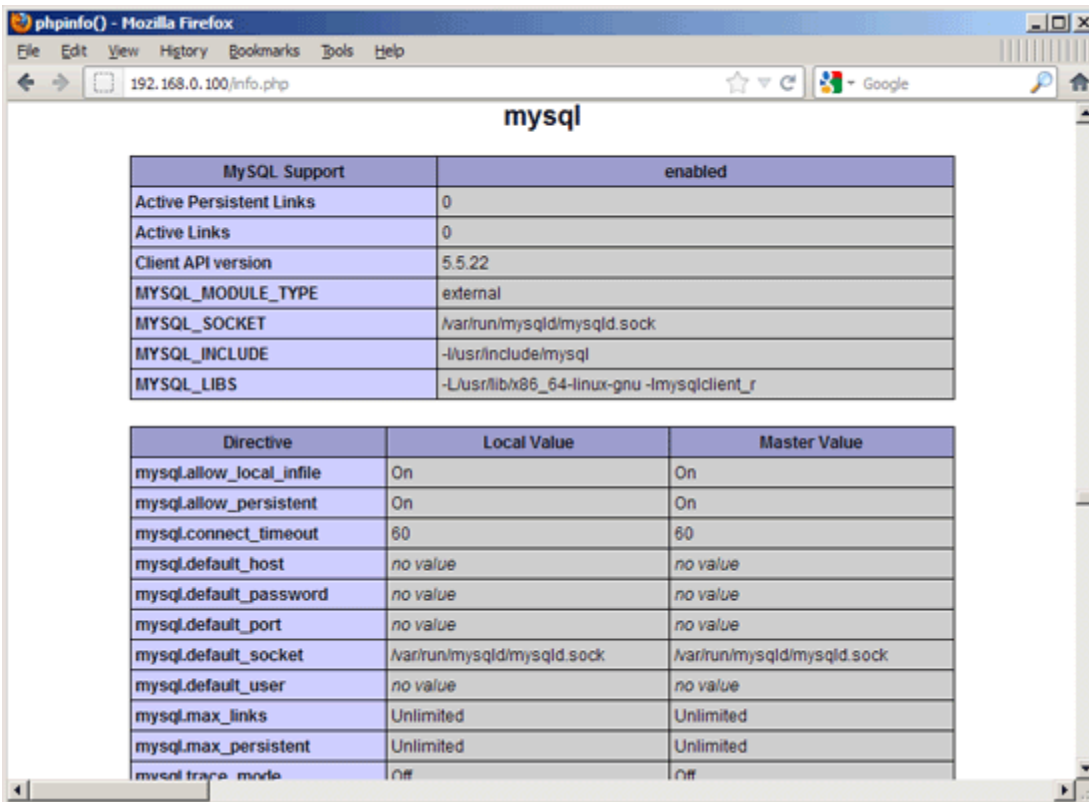 phpinfo() - Mozilla Firefox
File Edit View History Bookmarks Tools Help
192.168.0.100/info.php Google
mysql
MySQL Support enabled
Active Persistent Links 0
Active Links 0
Client API version 5.5.22
MYSQL_MODULE_TYPE external
MYSQL_SOCKET /var/run/mysqld/mysqld.sock
MYSQL_INCLUDE -I/usr/include/mysql
MYSQL_LIBS -L/usr/lib/x86_64-linux-gnu -lmysqlclient_r
Directive Local Value Master Value
mysql.allow_local_infile On On
mysql.allow_persistent On On
mysql.connect_timeout 60 60
mysql.default_host no value no value
mysql.default_password no value no value
mysql.default_port no value no value
mysql.default_socket /var/run/mysqld/mysqld.sock /var/run/mysqld/mysqld.sock
mysql.default_user no value no value
mysql.max_links Unlimited Unlimited
mysql.max_persistent Unlimited Unlimited
mysql.trace_mode Off Off